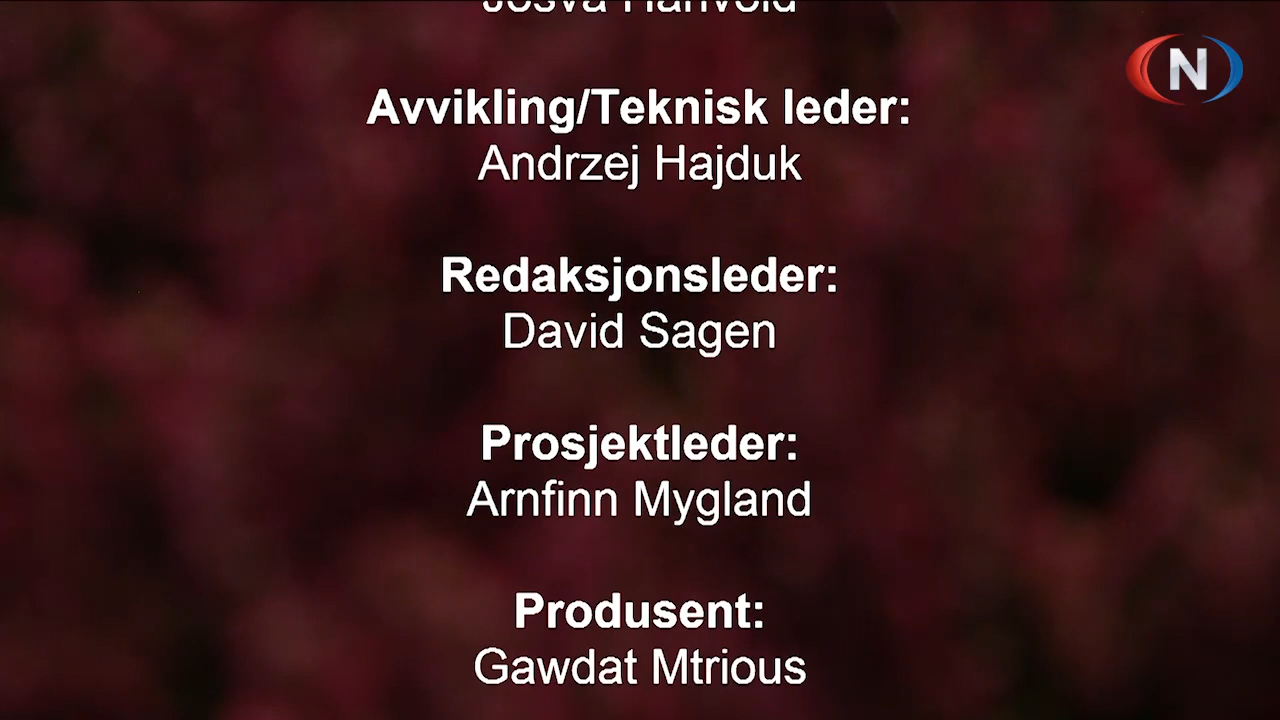 N
Avvikling/Teknisk leder:
Andrzej Hajduk
Redaksjonsleder:
David Sagen
Prosjektleder:
Arnfinn Mygland
Produsent:
Gawdat Mtrious